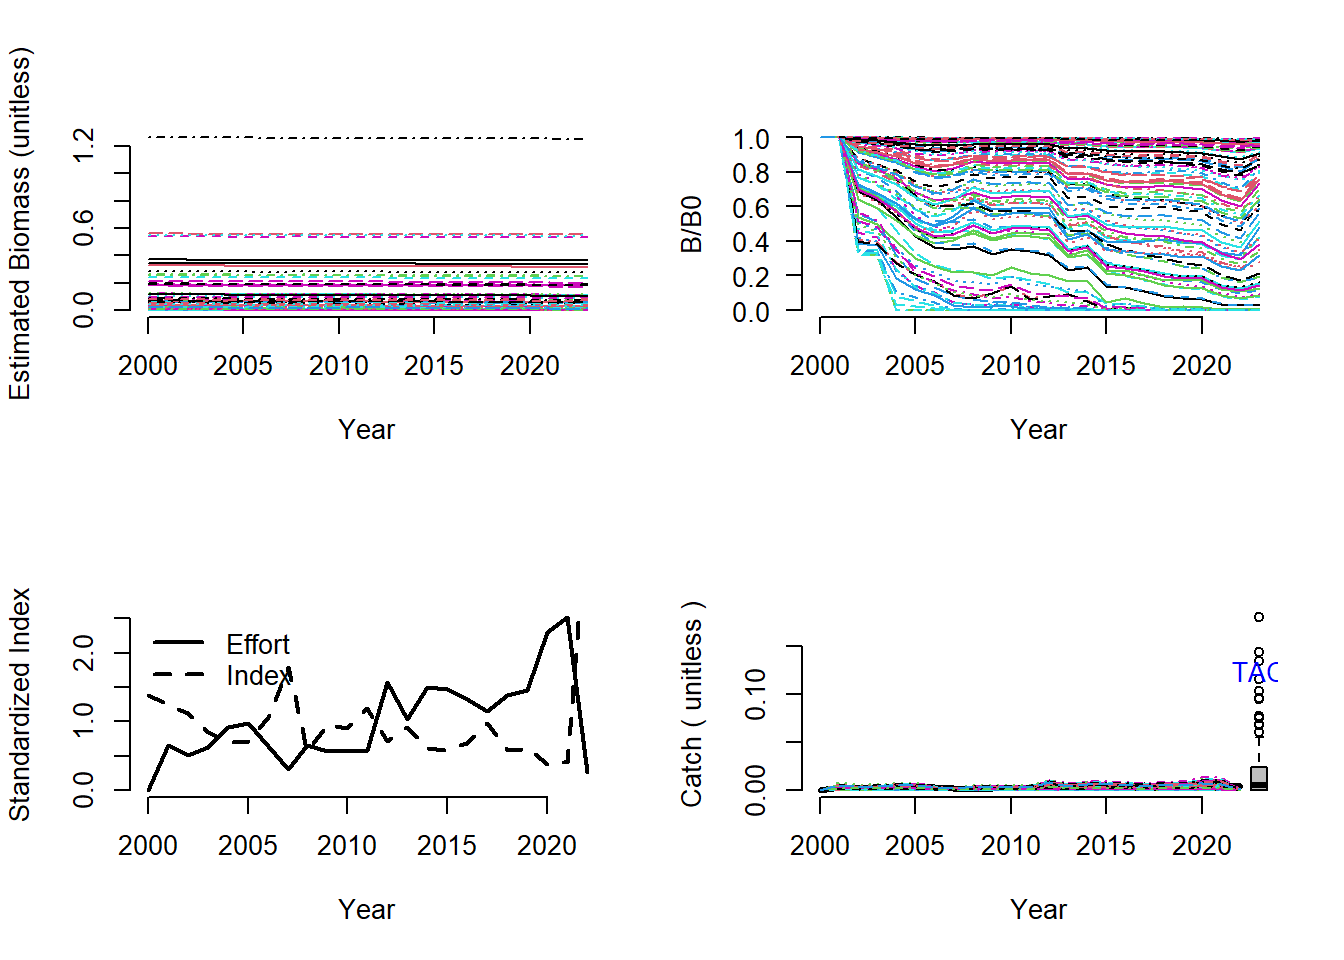 Estimated Biomass (unitless)
0.0 0.6 1.2
2000 2005 2010 2015 2020
Year
B/B0
1.0
0.8
0.6
0.4
0.2
0.0
2000 2005 2010 2015 2020
Year
Standardized Index
0.0 1.0 2.0
Effort
Index
2000 2005 2010 2015 2020
Year
Catch ( unitless )
0.00 0.10
TAC
2000 2005 2010 2015 2020
Year